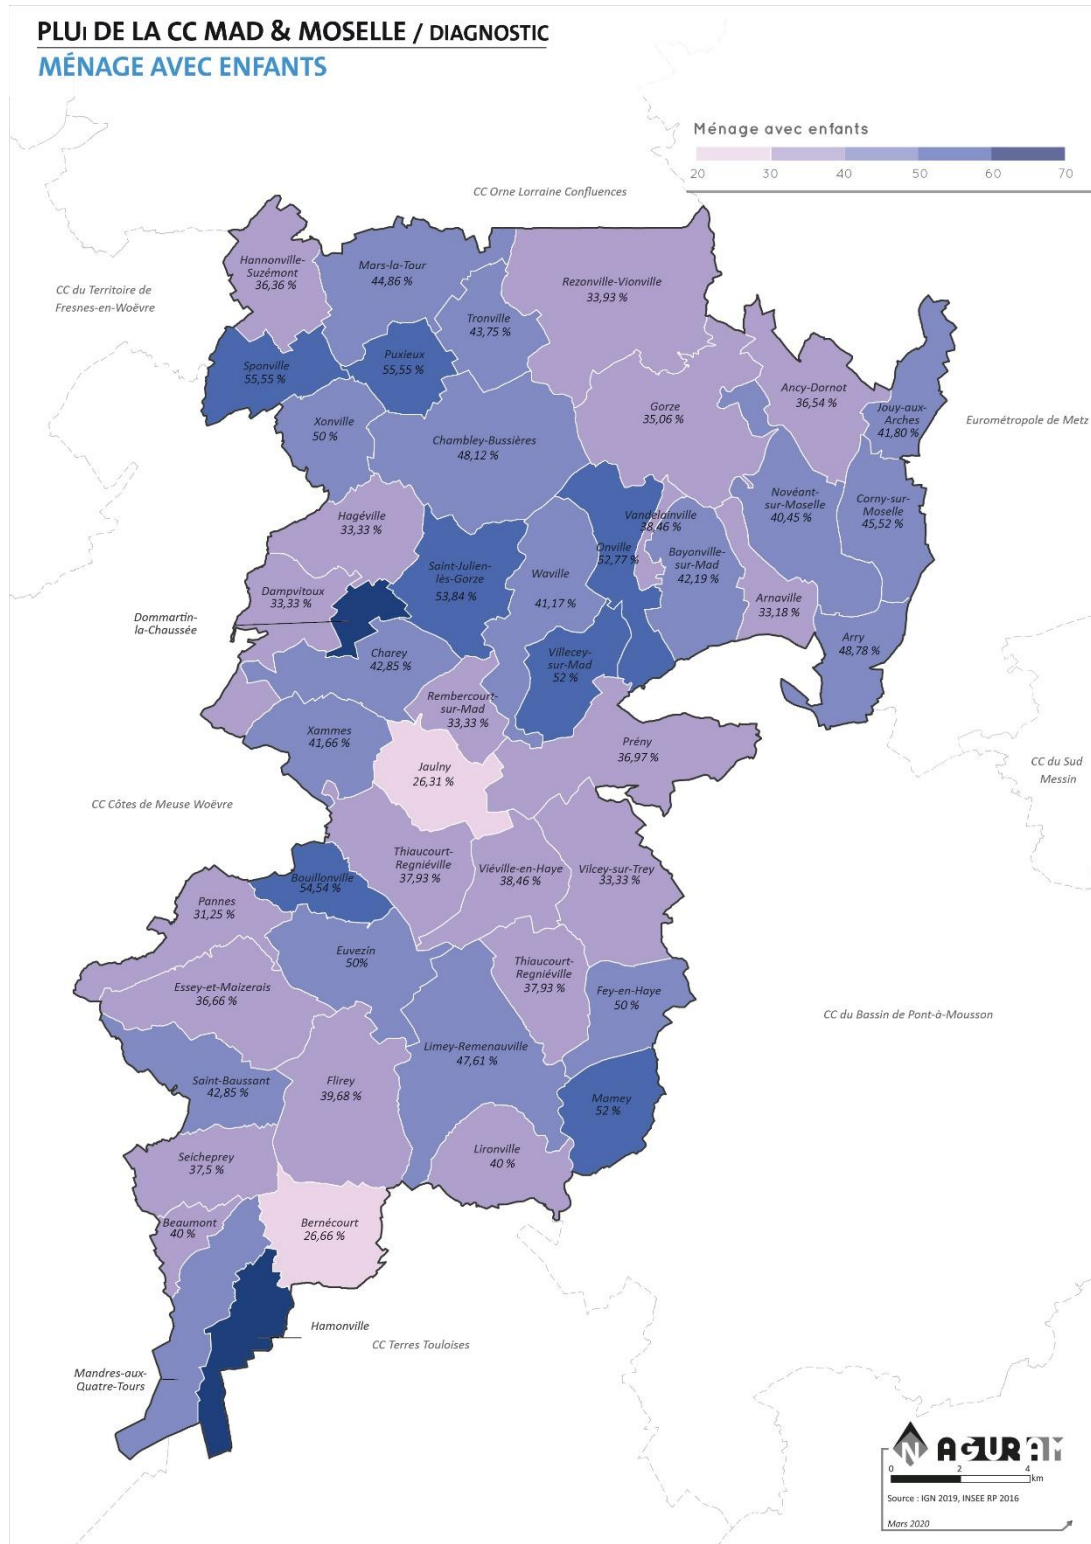 PLUi DE LA CC MAD & MOSELLE / DIAGNOSTIC
MÉNAGE AVEC ENFANTS
Ménage avec enfants
20 30 40 50 60 70
CC Orne Lorraine Confluences
CC du Territoire de
Fresnes-en-Woëvre
Hannonville-
Suzémont
36,36 %
Mars-la-Tour
44,86 %
Rezonville-Vionville
33,93 %
Tronville
43,75 %
Sponville
55,55 %
Puxieux
55,55 %
Ancy-Dornot
36,54 %
Gorze
35,06 %
Jouy-aux-
Arches
41,80 %
Eurométropole de Metz
Xonville
50 %
Chambley-Bussières
48,12 %
Novéant-
sur-Moselle
40,45 %
Corny-sur-
Moselle
45,52 %
Hagéville
33,33 %
Vandelainville
38,46 %
Onville
52,77 %
Bayonville-
sur-Mad
42,19 %
Saint-Julien-
lès-Gorze
53,84 %
Waville
41,17 %
Dampvitoux
33,33 %
Arnaville
33,18 %
Dommartin-
la-Chaussée
Charey
42,85 %
Villecey-
sur-Mad
52 %
Arry
48,78 %
Rembercourt-
sur-Mad
33,33 %
Xammes
41,66 %
Prény
36,97 %
Jaulny
26,31 %
CC du Sud
Messin
CC Côtes de Meuse Woëvre
Thiaucourt-
Regniéville
37,93 %
Viéville-en-Haye
38,46 %
Vilcey-sur-Trey
33,33 %
Bouillonville
54,54 %
Pannes
31,25 %
Euvezin
50%
Thiaucourt-
Regniéville
37,93 %
Essey-et-Maizerais
36,66 %
Fey-en-Haye
50 %
CC du Bassin de Pont-à-Mousson
Limey-Remenauville
47,61 %
Saint-Baussant
42,85 %
Flirey
39,68 %
Mamey
52 %
Lironville
40 %
Seicheprey
37,5 %
Beaumont
40 %
Bernécourt
26,66 %
Hamonville
CC Terres Touloises
Mandres-aux-
Quatre-Tours
N AGURAM
0 2 4
km
Source : IGN 2019, INSEE RP 2016
Mars 2020